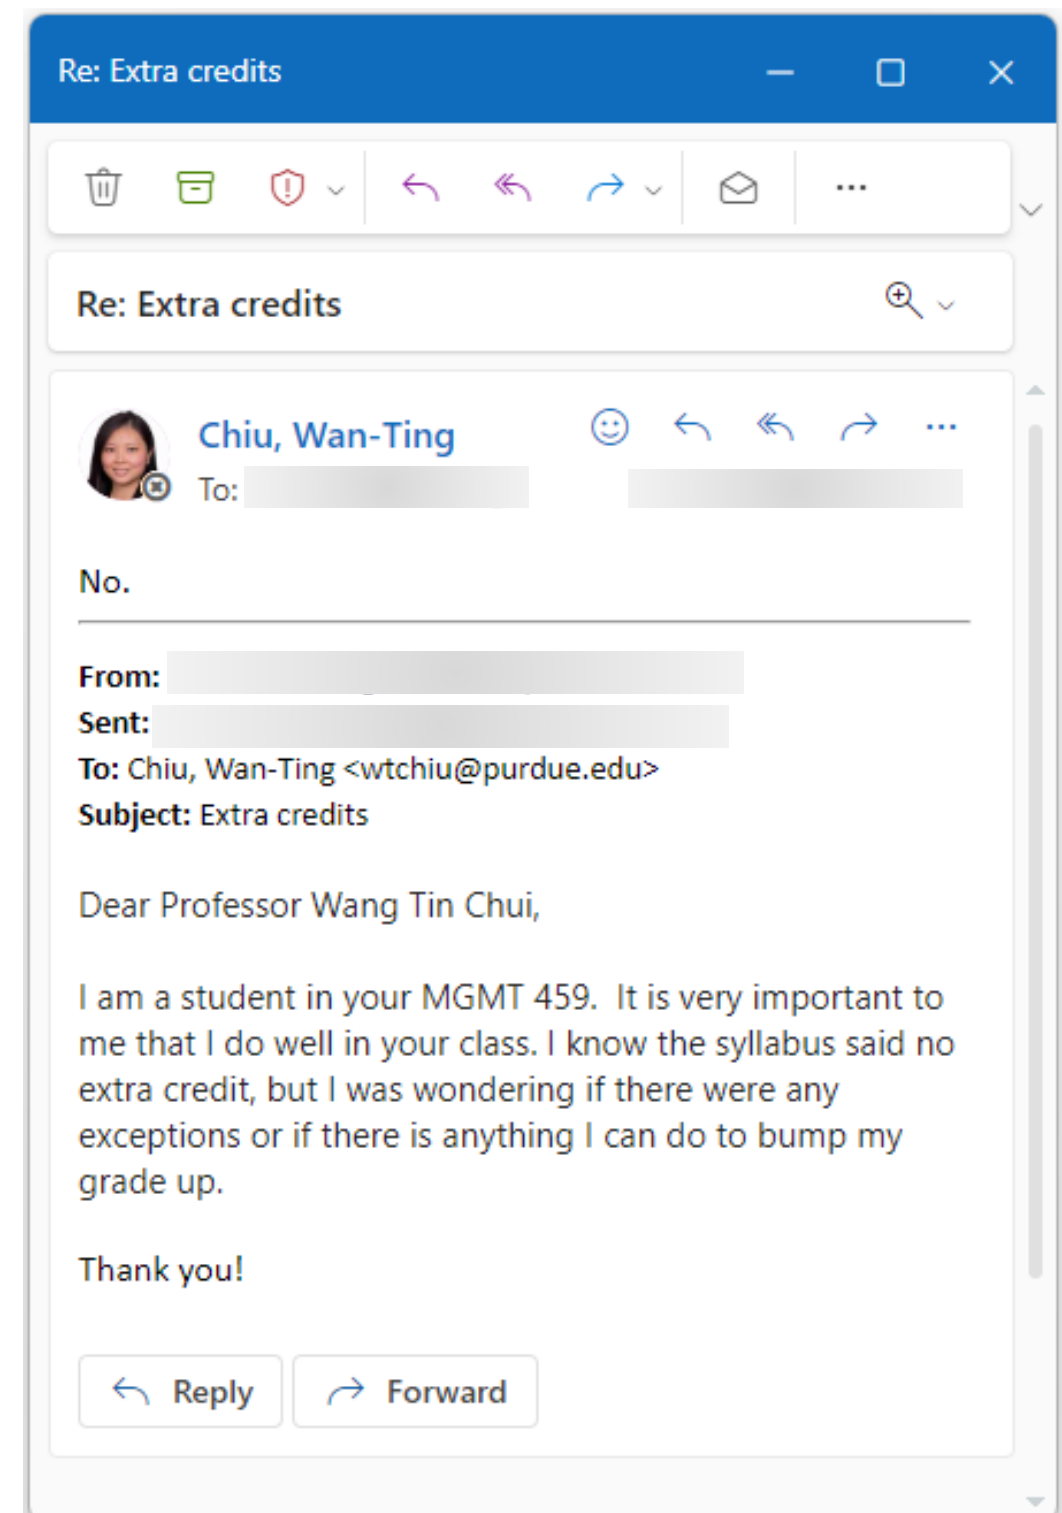 Re: Extra credits
Re: Extra credits
Chiu, Wan-Ting
To:
No.
From:
Sent:
To: Chiu, Wan-Ting <wtchiu@purdue.edu>
Subject: Extra credits
Dear Professor Wang Tin Chui,
I am a student in your MGMT 459.  It is very important to
me that I do well in your class. I know the syllabus said no
extra credit, but I was wondering if there were any
exceptions or if there is anything I can do to bump my
grade up.
Thank you!
Reply Forward